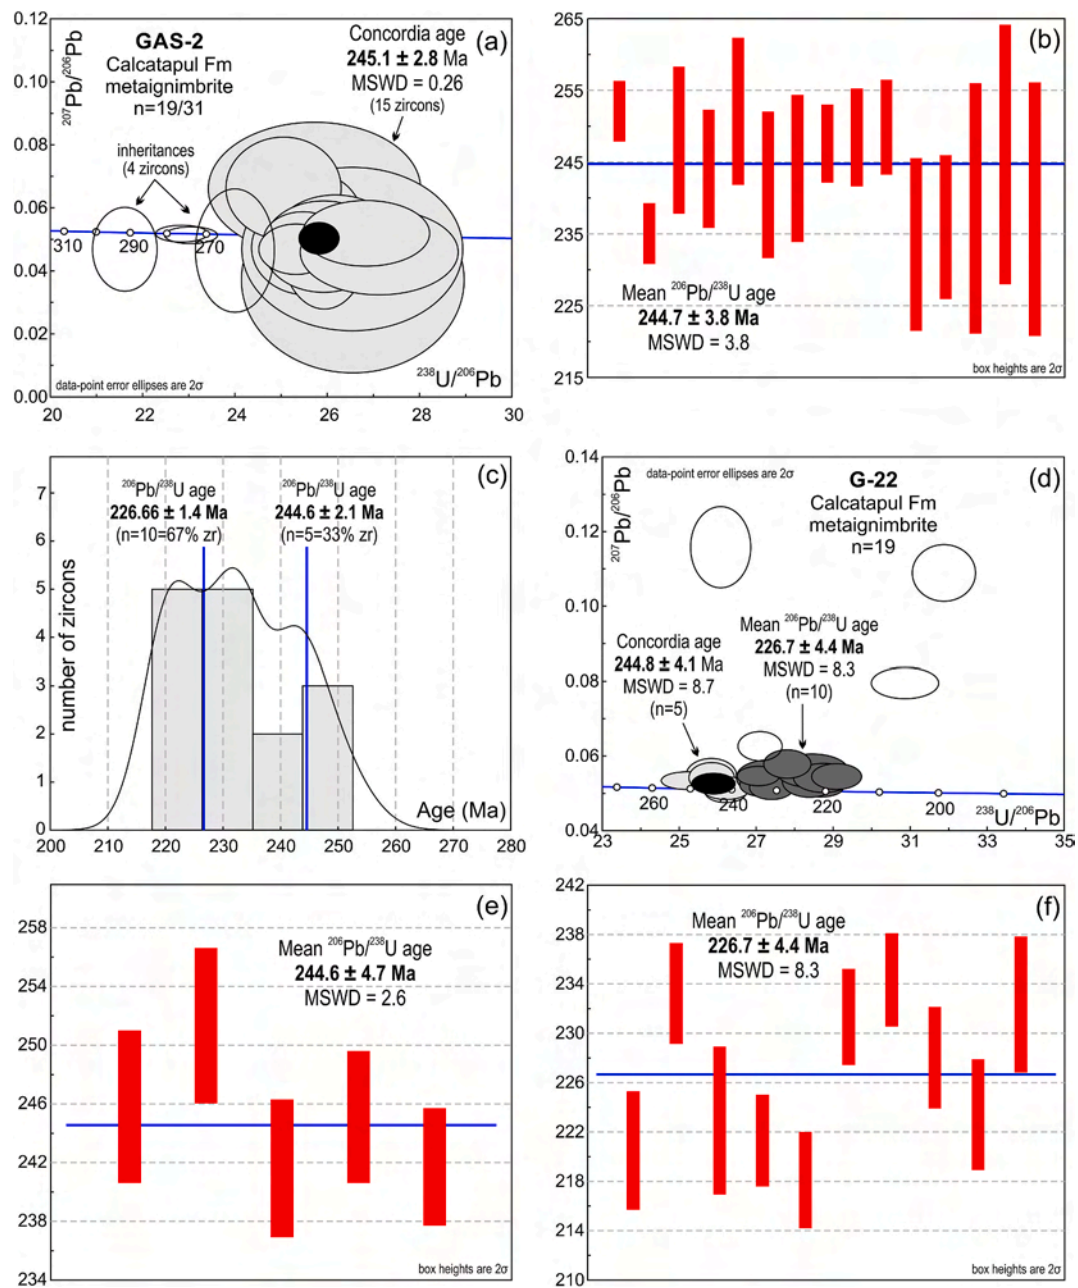 (a)
GAS-2
Calcatapul Fm
metaignimbrite
n=19/31
Concordia age
245.1 ± 2.8 Ma
MSWD = 0.26
(15 zircons)
inheritances
(4 zircons)
207Pb/206Pb
0.12
0.10
0.08
0.06
0.04
0.02
0.00
310
290
270
data-point error ellipses are 2σ
238U/206Pb
20 22 24 26 28 30
(b)
265
255
245
235
225
215
Mean 206Pb/238U age
244.7 ± 3.8 Ma
MSWD = 3.8
box heights are 2σ
(c)
206Pb/238U age
226.66 ± 1.4 Ma
(n=10=67% zr)
206Pb/238U age
244.6 ± 2.1 Ma
(n=5=33% zr)
number of zircons
7
6
5
4
3
2
1
0
Age (Ma)
200 210 220 230 240 250 260 270 280
(d)
data-point error ellipses are 2σ
G-22
Calcatapul Fm
metaignimbrite
n=19
207Pb/206Pb
0.14
0.12
0.10
0.08
0.06
0.04
Mean 206Pb/238U age
226.7 ± 4.4 Ma
MSWD = 8.3
(n=10)
Concordia age
244.8 ± 4.1 Ma
MSWD = 8.7
(n=5)
260
240
220
200
238U/206Pb
23 25 27 29 31 33 35
(e)
258
254
250
246
242
238
234
Mean 206Pb/238U age
244.6 ± 4.7 Ma
MSWD = 2.6
box heights are 2σ
(f)
242
238
234
230
226
222
218
214
210
Mean 206Pb/238U age
226.7 ± 4.4 Ma
MSWD = 8.3
box heights are 2σ